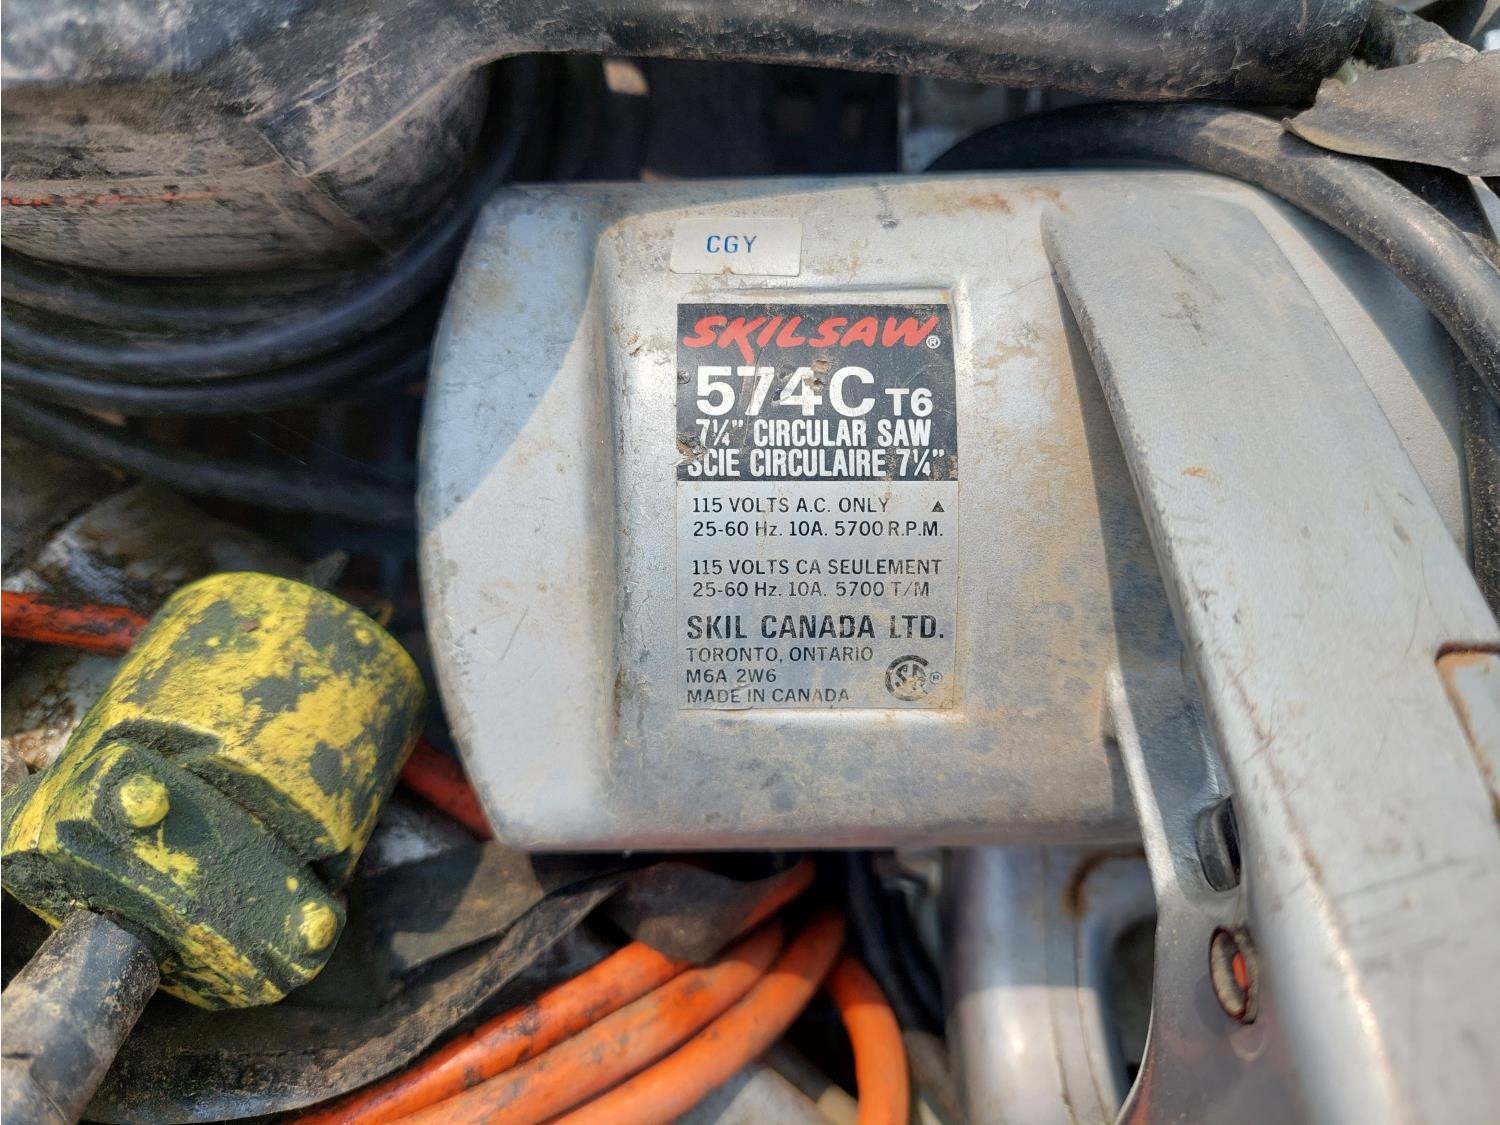 CGY
SKILSAW®
574C T6
7¼" CIRCULAR SAW
SCIE CIRCULAIRE 7¼"
115 VOLTS A.C. ONLY
25-60 Hz. 10A. 5700 R.P.M.
115 VOLTS CA SEULEMENT
25-60 Hz. 10A. 5700 T/M
SKIL CANADA LTD.
TORONTO, ONTARIO
M6A 2W6
MADE IN CANADA